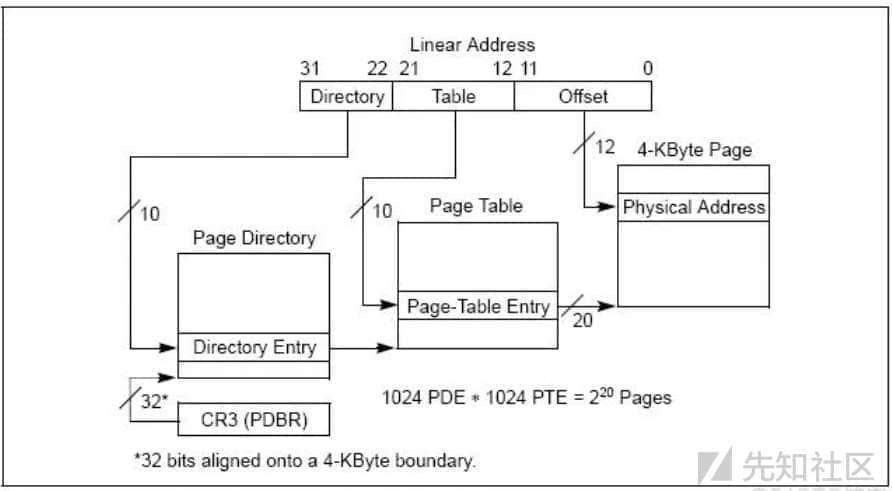 Linear Address
31 22 21 12 11 0
Directory Table Offset
12
4-KByte Page
Physical Address
10
10
Page Table
Page Directory
Page-Table Entry
20
Directory Entry
32*
CR3 (PDBR)
1024 PDE * 1024 PTE = 2²⁰ Pages
*32 bits aligned onto a 4-KByte boundary.
先知社区